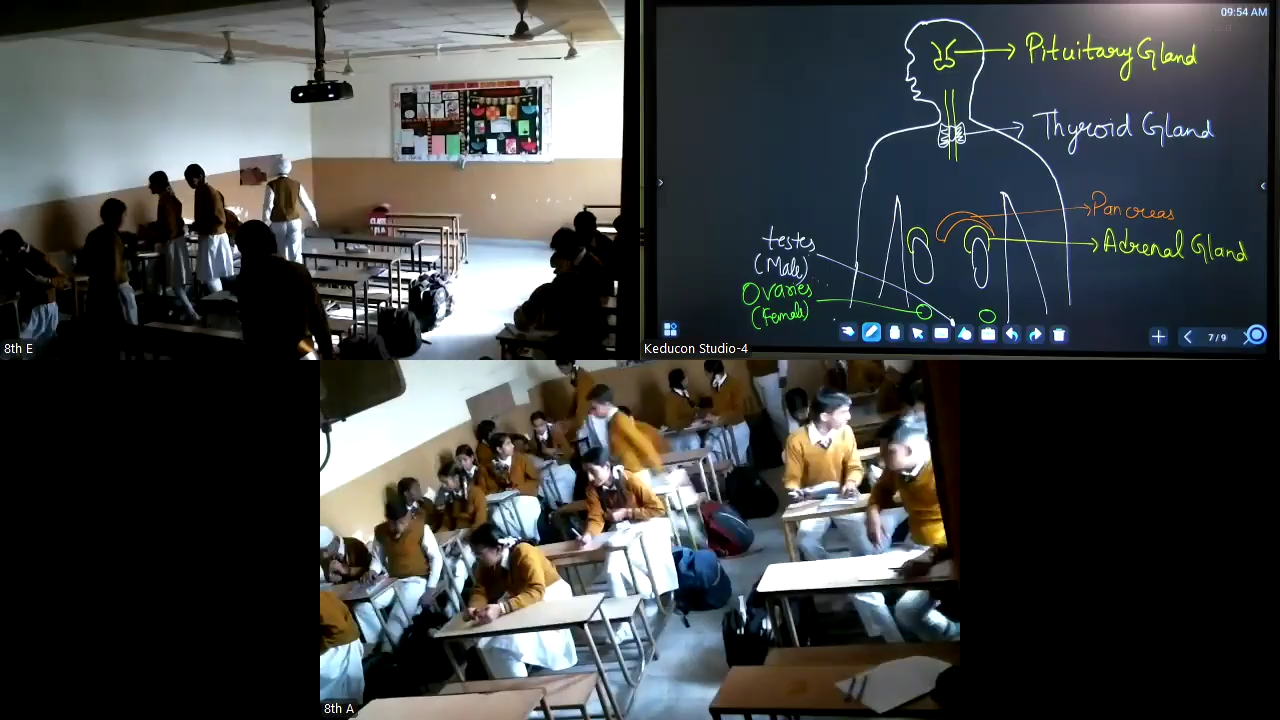 09:54 AM
Pituitary Gland
Thyroid Gland
Pancreas
Adrenal Gland
testes
(Male)
Ovaries
(Female)
7/9
8th E
Keducon Studio-4
8th A